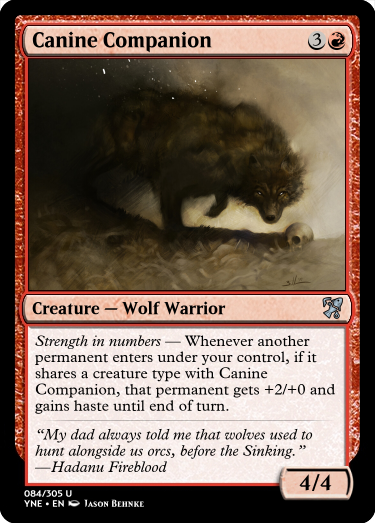 Canine Companion 3
Creature — Wolf Warrior
Strength in numbers — Whenever another
permanent enters under your control, if it
shares a creature type with Canine
Companion, that permanent gets +2/+0 and
gains haste until end of turn.
“My dad always told me that wolves used to
hunt alongside us orcs, before the Sinking.”
—Hadanu Fireblood
4/4
084/305 U
YNE • EN Jason Behnke